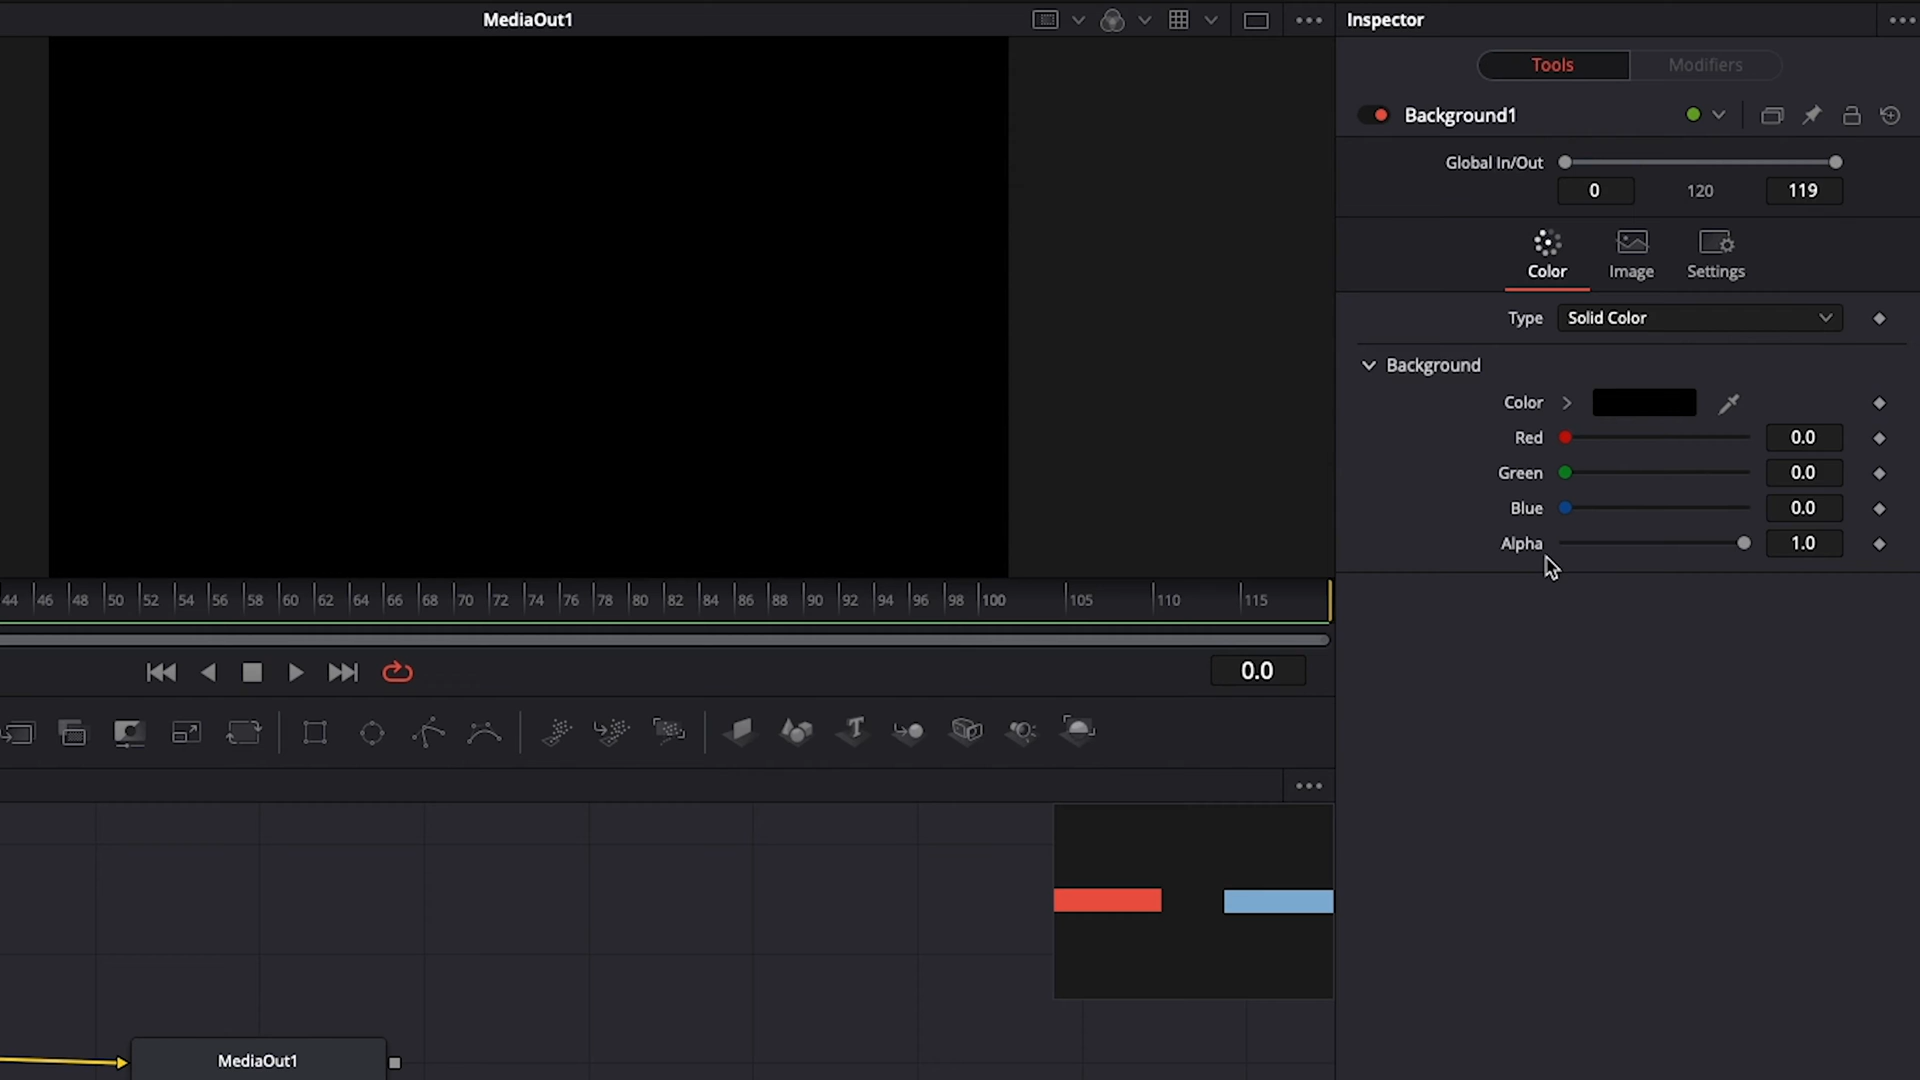 MediaOut1
Inspector
Tools
Modifiers
Background1
Global In/Out
0
120
119
Color
Image
Settings
Type
Solid Color
Background
Color
Red
0.0
Green
0.0
Blue
0.0
Alpha
1.0
44 46 48 50 52 54 56 58 60 62 64 66 68 70 72 74 76 78 80 82 84 86 88 90 92 94 96 98 100 105 110 115
0.0
T
MediaOut1